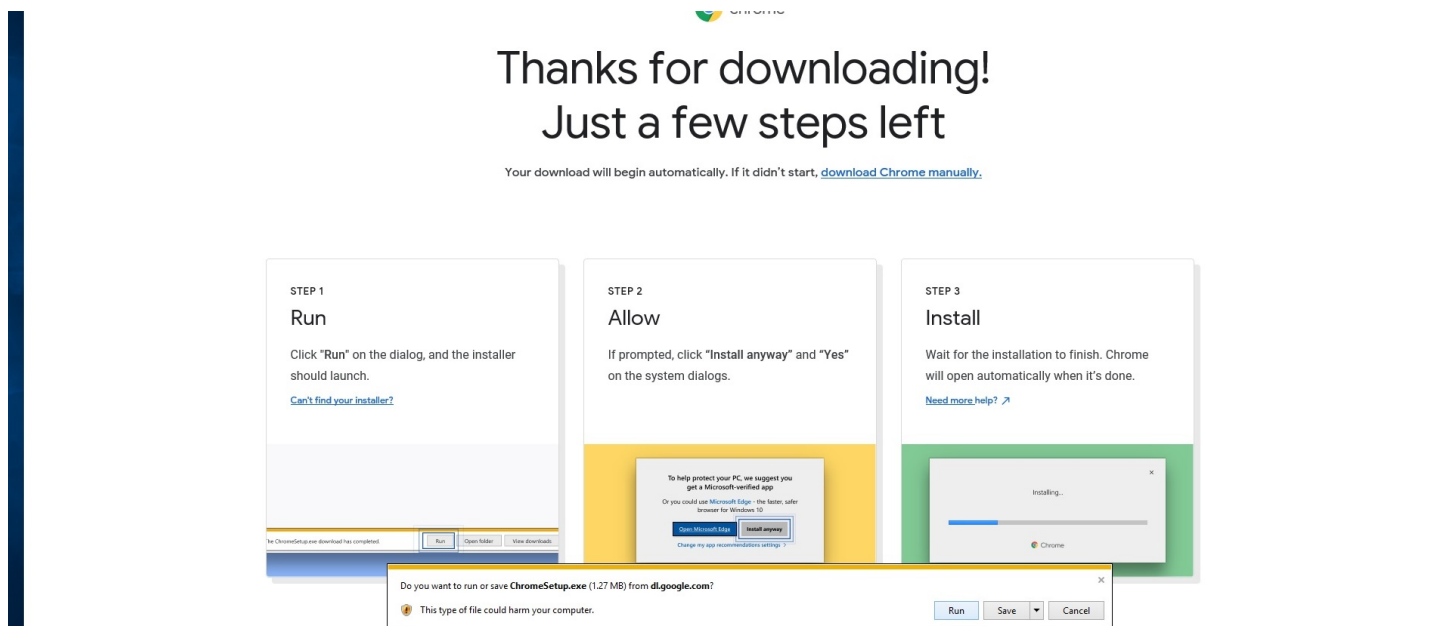 Thanks for downloading!
Just a few steps left
Your download will begin automatically. If it didn't start, download Chrome manually.
STEP 1
Run
Click "Run" on the dialog, and the installer
should launch.
Can't find your installer?
he ChromeSetup.exe download has completed.
Run
Open folder
View downloads
STEP 2
Allow
If prompted, click “Install anyway” and “Yes”
on the system dialogs.
To help protect your PC, we suggest you
get a Microsoft-verified app
Or you could use Microsoft Edge - the faster, safer
browser for Windows 10
Open Microsoft Edge
Install anyway
Change my app recommendations settings >
STEP 3
Install
Wait for the installation to finish. Chrome
will open automatically when it's done.
Need more help? ↗
Installing...
Chrome
Do you want to run or save ChromeSetup.exe (1.27 MB) from dl.google.com?
This type of file could harm your computer.
Run
Save
Cancel